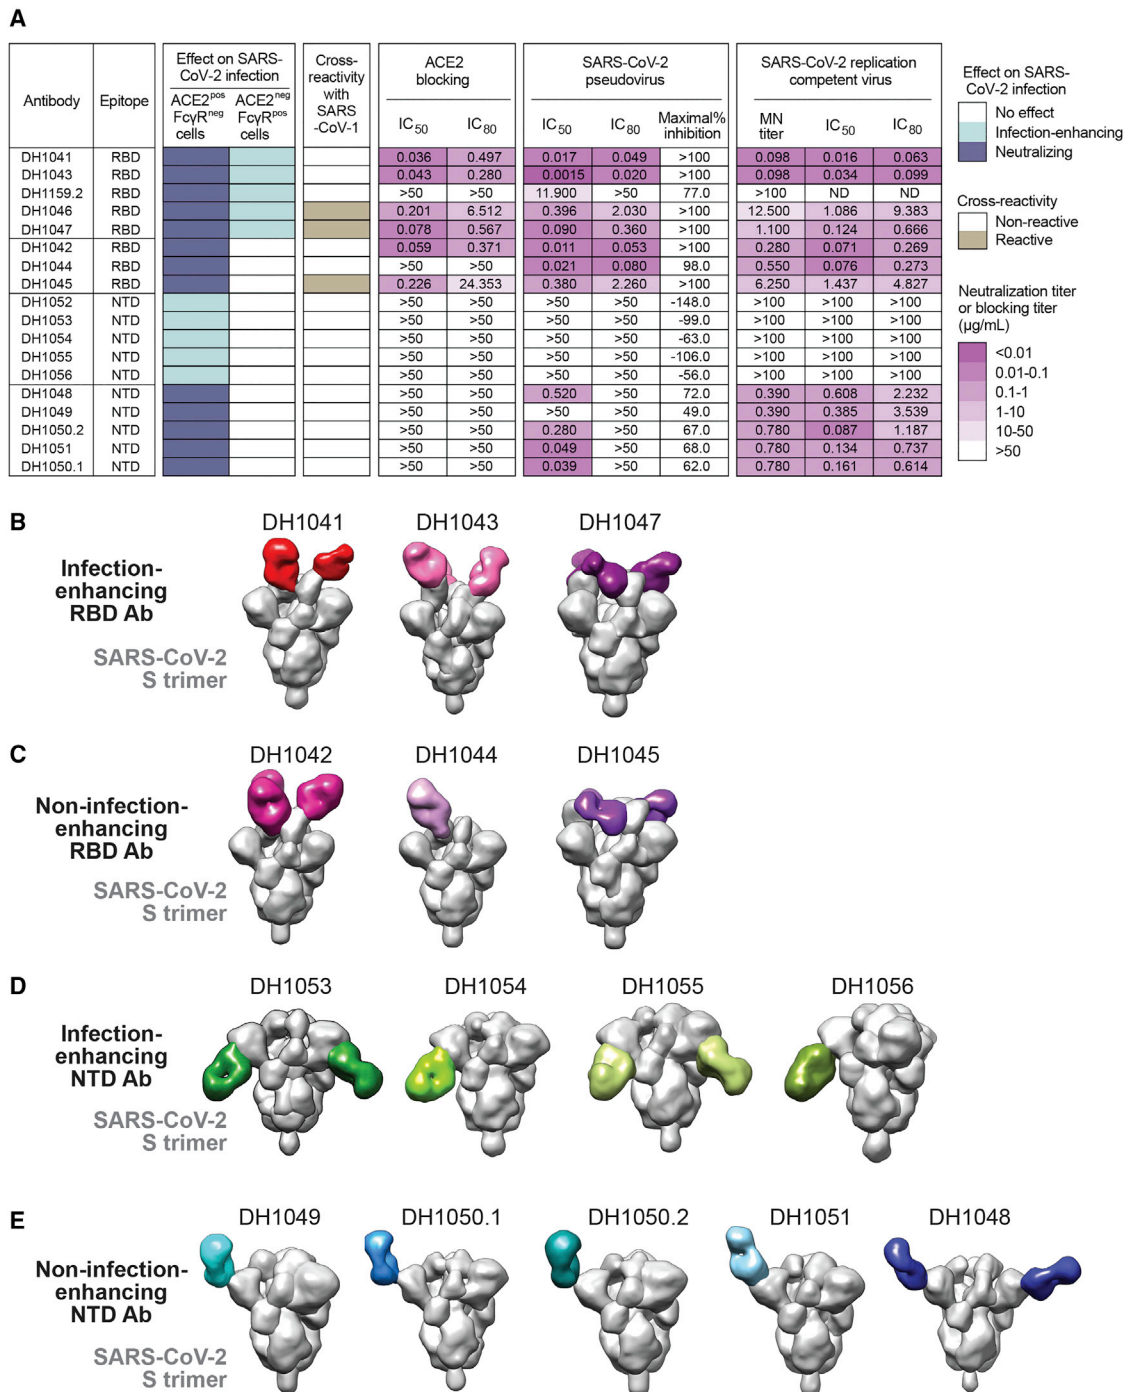 A
Antibody Epitope
Effect on SARS-
CoV-2 infection
ACE2pos
FcγRneg
cells
ACE2neg
FcγRpos
cells
Cross-
reactivity
with
SARS
-CoV-1
ACE2
blocking
IC50 IC80
SARS-CoV-2
pseudovirus
IC50 IC80 Maximal%
inhibition
SARS-CoV-2 replication
competent virus
MN
titer IC50 IC80
DH1041 RBD 0.036 0.497 0.017 0.049 >100 0.098 0.016 0.063
DH1043 RBD 0.043 0.280 0.0015 0.020 >100 0.098 0.034 0.099
DH1159.2 RBD >50 >50 11.900 >50 77.0 >100 ND ND
DH1046 RBD 0.201 6.512 0.396 2.030 >100 12.500 1.086 9.383
DH1047 RBD 0.078 0.567 0.090 0.360 >100 1.100 0.124 0.666
DH1042 RBD 0.059 0.371 0.011 0.053 >100 0.280 0.071 0.269
DH1044 RBD >50 >50 0.021 0.080 98.0 0.550 0.076 0.273
DH1045 RBD 0.226 24.353 0.380 2.260 >100 6.250 1.437 4.827
DH1052 NTD >50 >50 >50 >50 -148.0 >100 >100 >100
DH1053 NTD >50 >50 >50 >50 -99.0 >100 >100 >100
DH1054 NTD >50 >50 >50 >50 -63.0 >100 >100 >100
DH1055 NTD >50 >50 >50 >50 -106.0 >100 >100 >100
DH1056 NTD >50 >50 >50 >50 -56.0 >100 >100 >100
DH1048 NTD >50 >50 0.520 >50 72.0 0.390 0.608 2.232
DH1049 NTD >50 >50 >50 >50 49.0 0.390 0.385 3.539
DH1050.2 NTD >50 >50 0.280 >50 67.0 0.780 0.087 1.187
DH1051 NTD >50 >50 0.049 >50 68.0 0.780 0.134 0.737
DH1050.1 NTD >50 >50 0.039 >50 62.0 0.780 0.161 0.614
Effect on SARS-
CoV-2 infection
No effect
Infection-enhancing
Neutralizing
Cross-reactivity
Non-reactive
Reactive
Neutralization titer
or blocking titer
(µg/mL)
<0.01
0.01-0.1
0.1-1
1-10
10-50
>50
B
DH1041 DH1043 DH1047
Infection-
enhancing
RBD Ab
SARS-CoV-2
S trimer
C
DH1042 DH1044 DH1045
Non-infection-
enhancing
RBD Ab
SARS-CoV-2
S trimer
D
DH1053 DH1054 DH1055 DH1056
Infection-
enhancing
NTD Ab
SARS-CoV-2
S trimer
E
DH1049 DH1050.1 DH1050.2 DH1051 DH1048
Non-infection-
enhancing
NTD Ab
SARS-CoV-2
S trimer